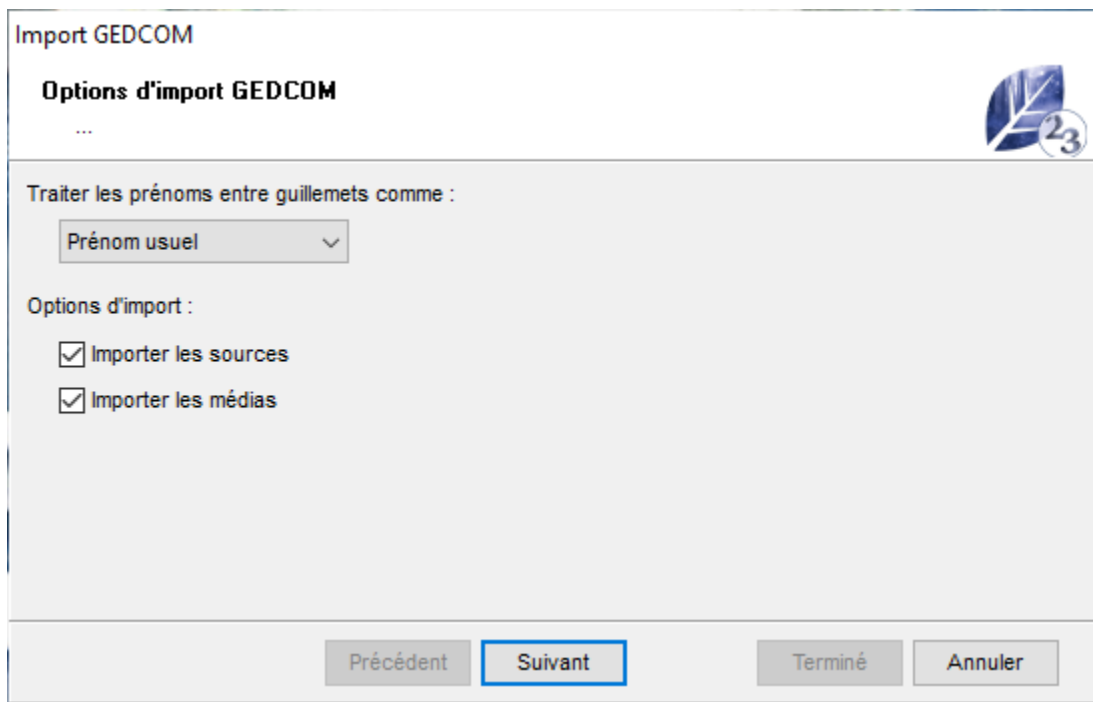 Import GEDCOM
Options d'import GEDCOM
...
23
Traiter les prénoms entre guillemets comme :
Prénom usuel
Options d'import :
Importer les sources
Importer les médias
Précédent Suivant Terminé Annuler